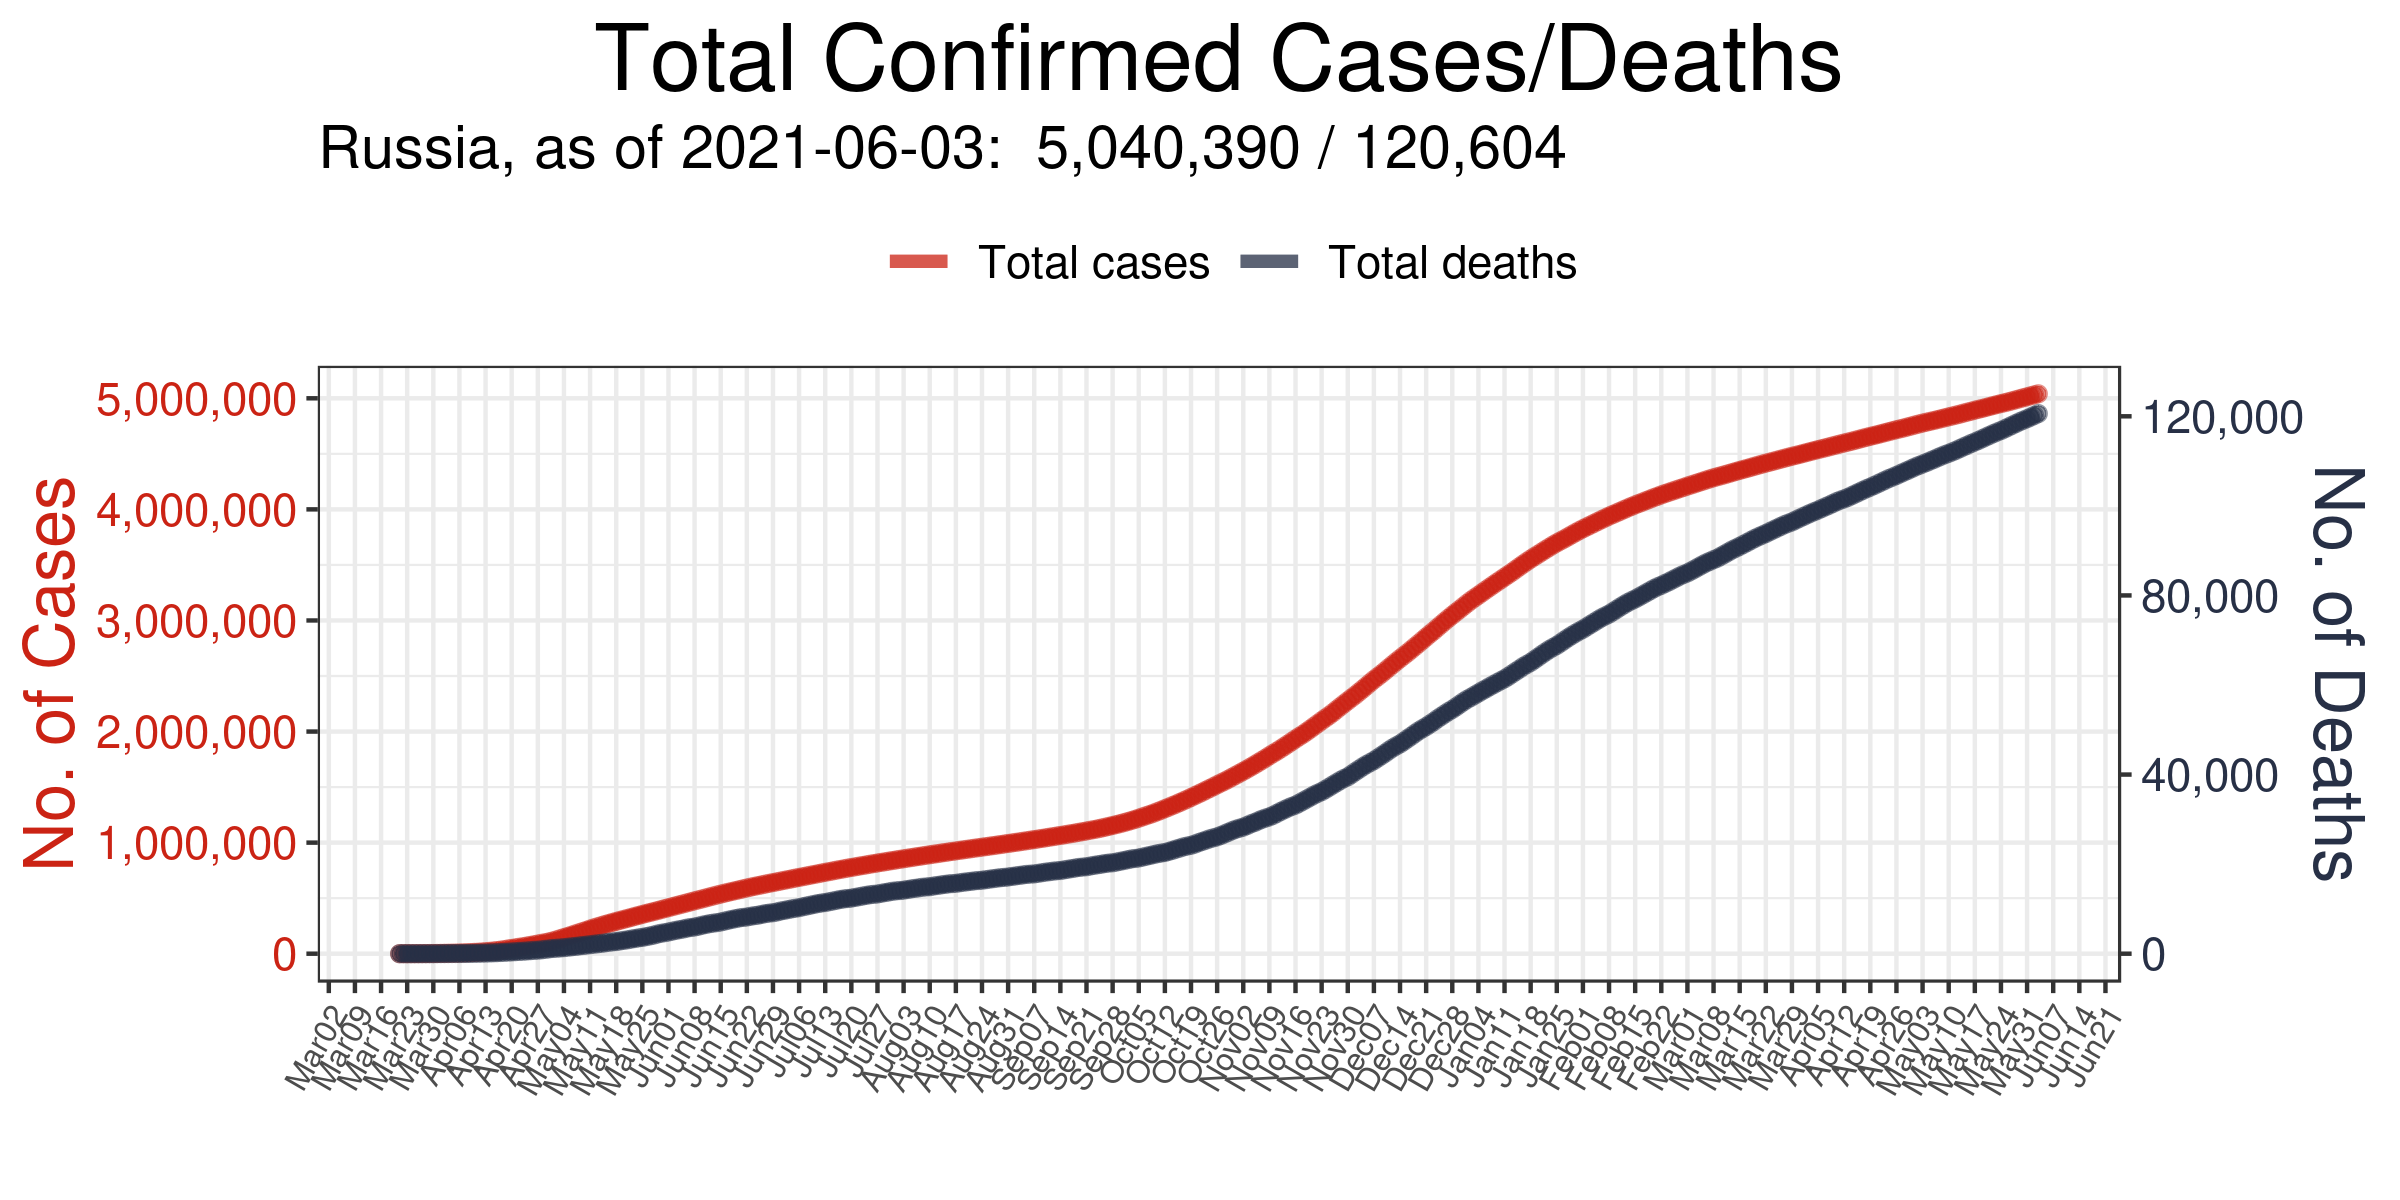 Total Confirmed Cases/Deaths
Russia, as of 2021-06-03:  5,040,390 / 120,604
Total cases Total deaths
No. of Cases
5,000,000
4,000,000
3,000,000
2,000,000
1,000,000
0
120,000
80,000
40,000
0
No. of Deaths
Mar02
Mar09
Mar16
Mar23
Mar30
Apr06
Apr13
Apr20
Apr27
May04
May11
May18
May25
Jun01
Jun08
Jun15
Jun22
Jun29
Jul06
Jul13
Jul20
Jul27
Aug03
Aug10
Aug17
Aug24
Aug31
Sep07
Sep14
Sep21
Sep28
Oct05
Oct12
Oct19
Oct26
Nov02
Nov09
Nov16
Nov23
Nov30
Dec07
Dec14
Dec21
Dec28
Jan04
Jan11
Jan18
Jan25
Feb01
Feb08
Feb15
Feb22
Mar01
Mar08
Mar15
Mar22
Mar29
Apr05
Apr12
Apr19
Apr26
May03
May10
May17
May24
May31
Jun07
Jun14
Jun21